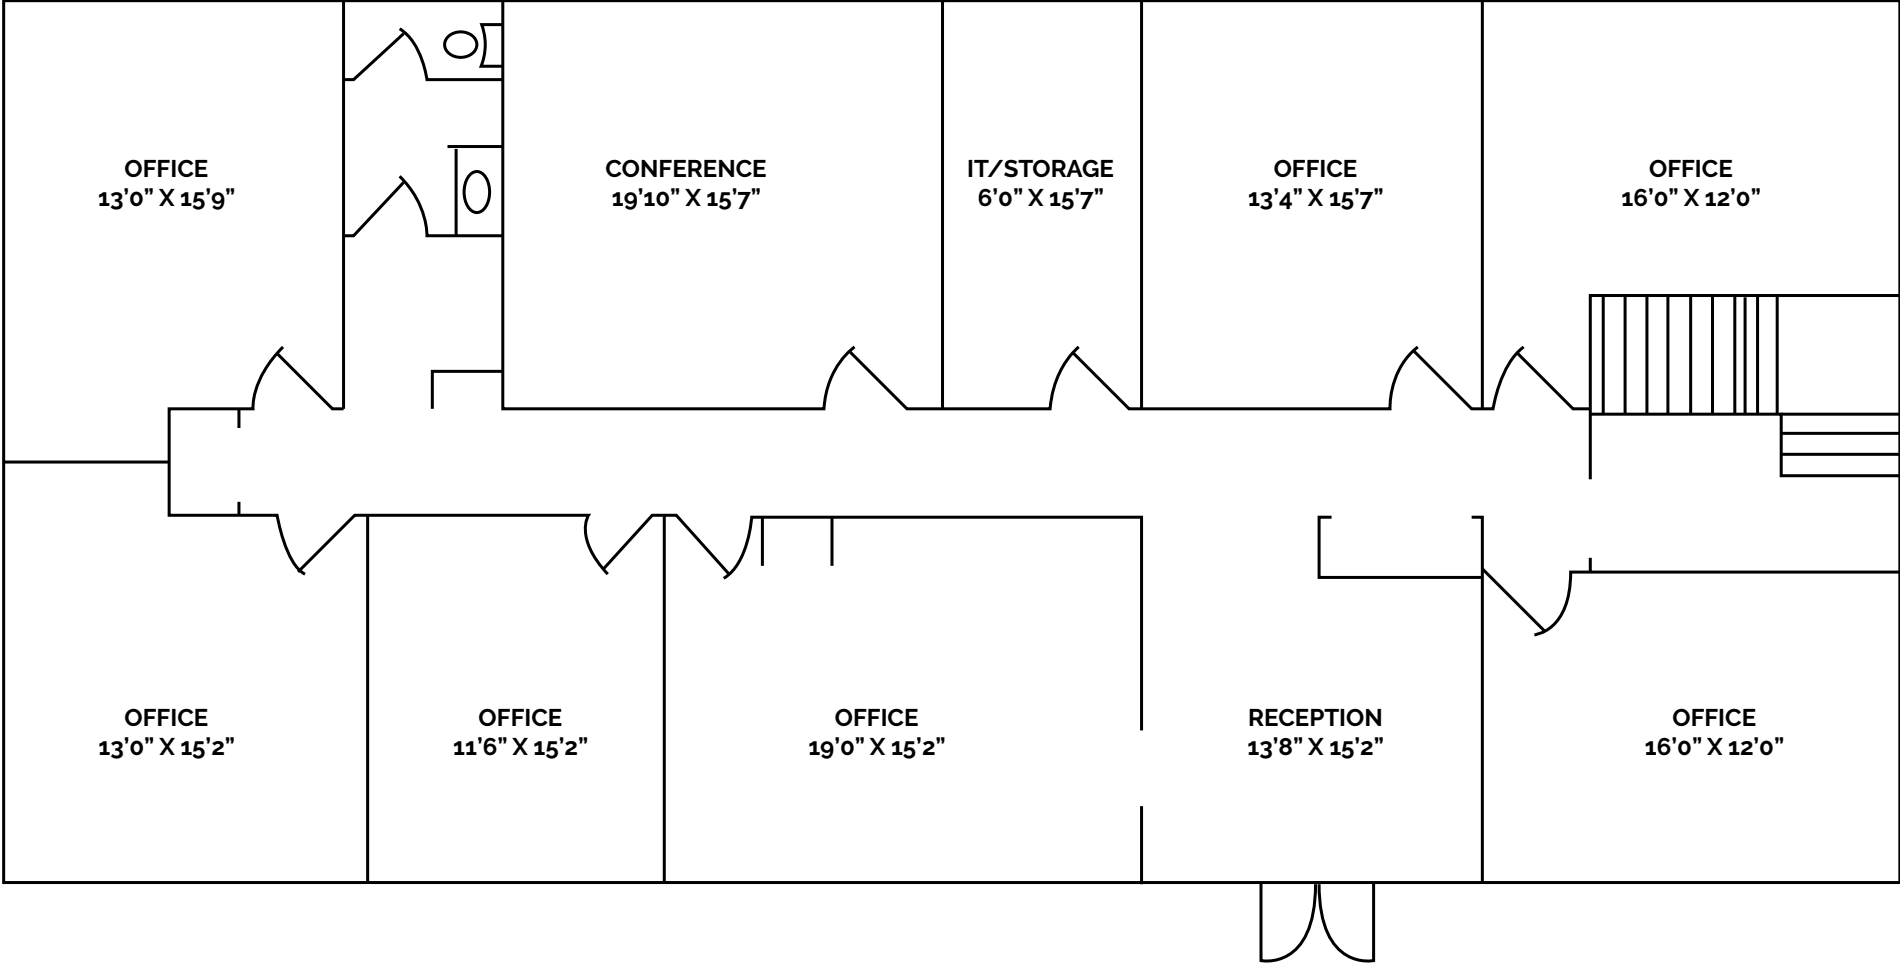 OFFICE
13’0” X 15’9”
CONFERENCE
19’10” X 15’7”
IT/STORAGE
6’0” X 15’7”
OFFICE
13’4” X 15’7”
OFFICE
16’0” X 12’0”
OFFICE
13’0” X 15’2”
OFFICE
11’6” X 15’2”
OFFICE
19’0” X 15’2”
RECEPTION
13’8” X 15’2”
OFFICE
16’0” X 12’0”